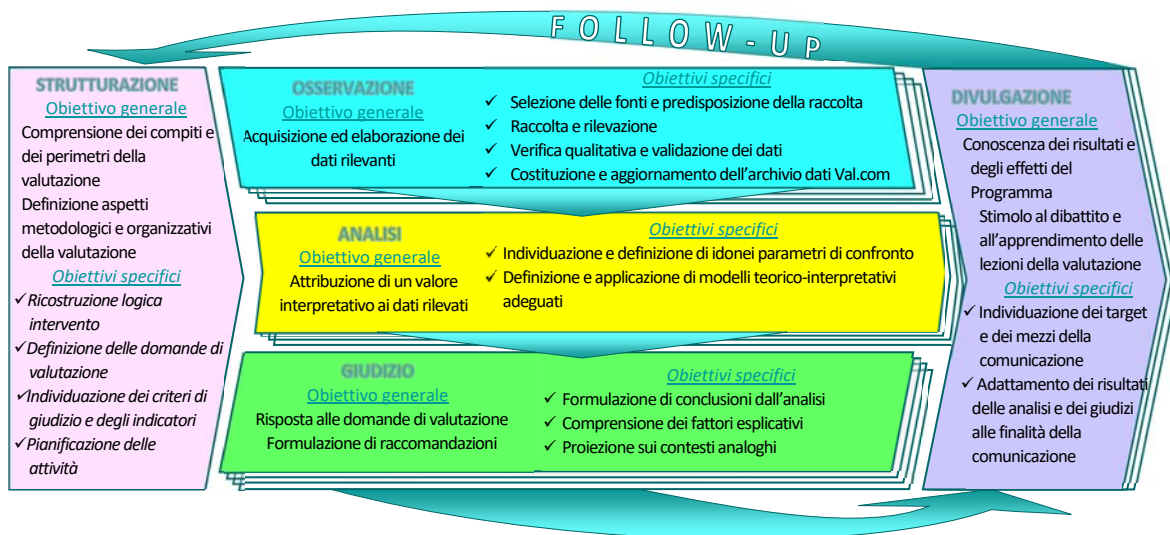 FOLLOW-UP
STRUTTURAZIONE
Obiettivo generale
Comprensione dei compiti e
dei perimetri della
valutazione
Definizione aspetti
metodologici e organizzativi
della valutazione
Obiettivi specifici
✓ Ricostruzione logica
intervento
✓ Definizione delle domande di
valutazione
✓ Individuazione dei criteri di
giudizio e degli indicatori
✓ Pianificazione delle
attività
OSSERVAZIONE
Obiettivo generale
Acquisizione ed elaborazione dei
dati rilevanti
Obiettivi specifici
✓ Selezione delle fonti e predisposizione della raccolta
✓ Raccolta e rilevazione
✓ Verifica qualitativa e validazione dei dati
✓ Costituzione e aggiornamento dell'archivio dati Val.com
ANALISI
Obiettivo generale
Attribuzione di un valore
interpretativo ai dati rilevati
Obiettivi specifici
✓ Individuazione e definizione di idonei parametri di confronto
✓ Definizione e applicazione di modelli teorico-interpretativi
adeguati
GIUDIZIO
Obiettivo generale
Risposta alle domande di valutazione
Formulazione di raccomandazioni
Obiettivi specifici
✓ Formulazione di conclusioni dall'analisi
✓ Comprensione dei fattori esplicativi
✓ Proiezione sui contesti analoghi
DIVULGAZIONE
Obiettivo generale
Conoscenza dei risultati e
degli effetti del
Programma
Stimolo al dibattito e
all'apprendimento delle
lezioni della valutazione
Obiettivi specifici
✓ Individuazione dei target
e dei mezzi della
comunicazione
✓ Adattamento dei risultati
delle analisi e dei giudizi
alle finalità della
comunicazione